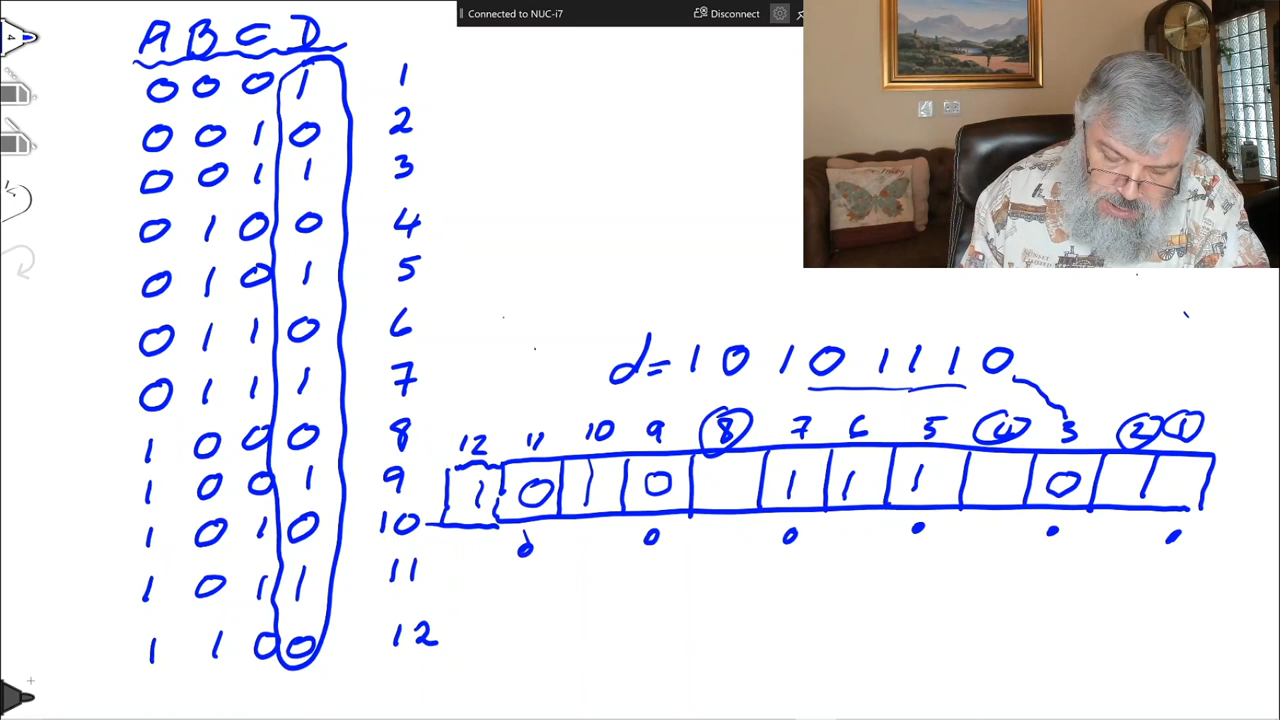 Connected to NUC-i7 Disconnect
4
A B C D
0 0 0 1 1
0 0 1 0 2
0 0 1 1 3
0 1 0 0 4
0 1 0 1 5
0 1 1 0 6
0 1 1 1 7
1 0 0 0 8
1 0 0 1 9
1 0 1 0 10
1 0 1 1 11
1 1 0 0 12
d= 1 0 1 0 1 1 1 0
12 11 10 9 8 7 6 5 4 3 2 1
1 0 1 0 1 1 1 0 1